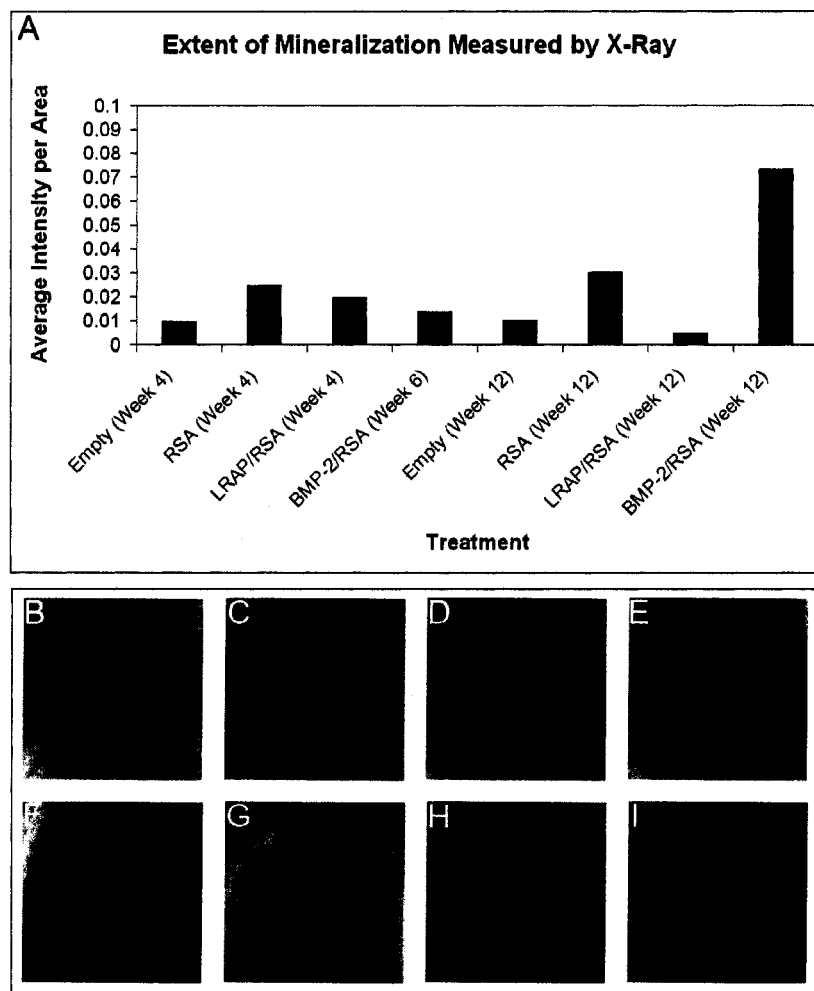 A
Extent of Mineralization Measured by X-Ray
Average Intensity per Area
0.1
0.09
0.08
0.07
0.06
0.05
0.04
0.03
0.02
0.01
0
Empty (Week 4)
RSA (Week 4)
LRAP/RSA (Week 4)
BMP-2/RSA (Week 6)
Empty (Week 12)
RSA (Week 12)
LRAP/RSA (Week 12)
BMP-2/RSA (Week 12)
Treatment
B C D E
F G H I